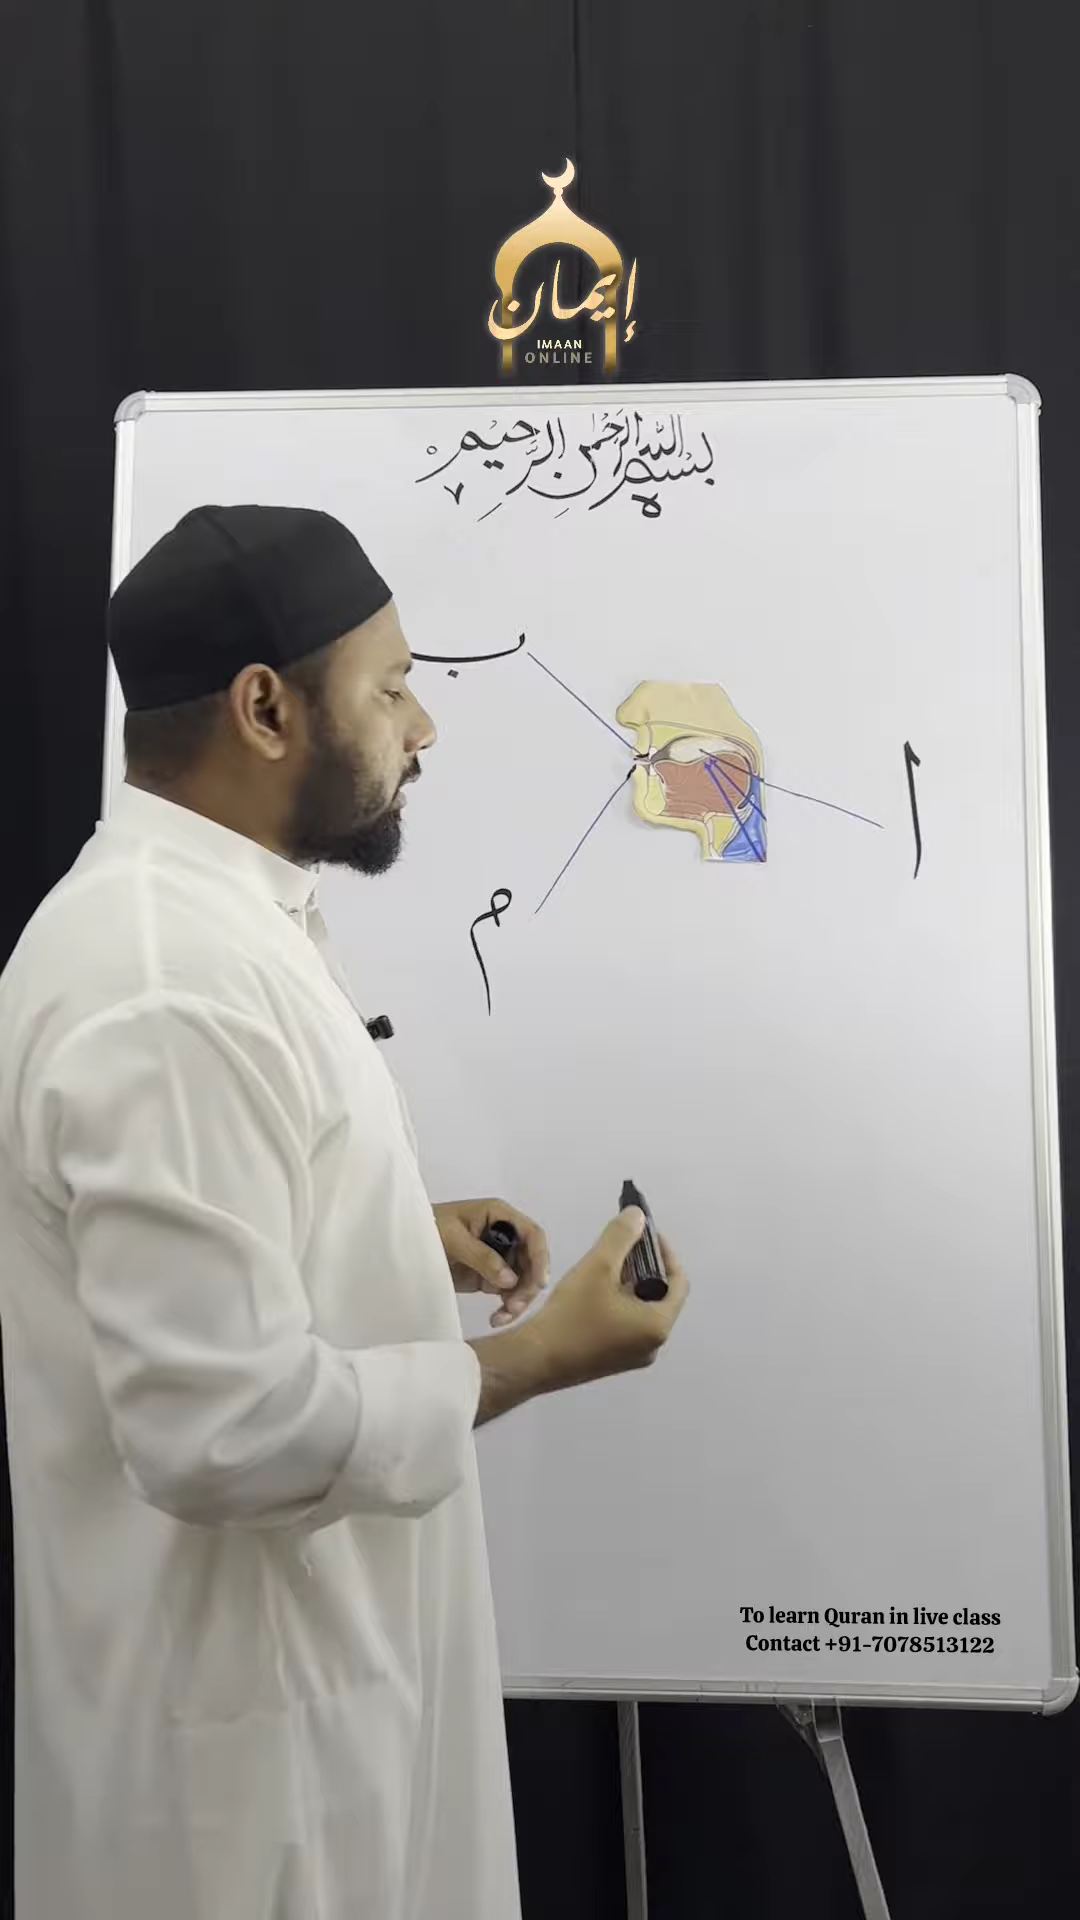 إيمان
IMAAN
ONLINE
بسم الله الرحمن الرحيم
ب
ا
م
To learn Quran in live class
Contact +91-7078513122